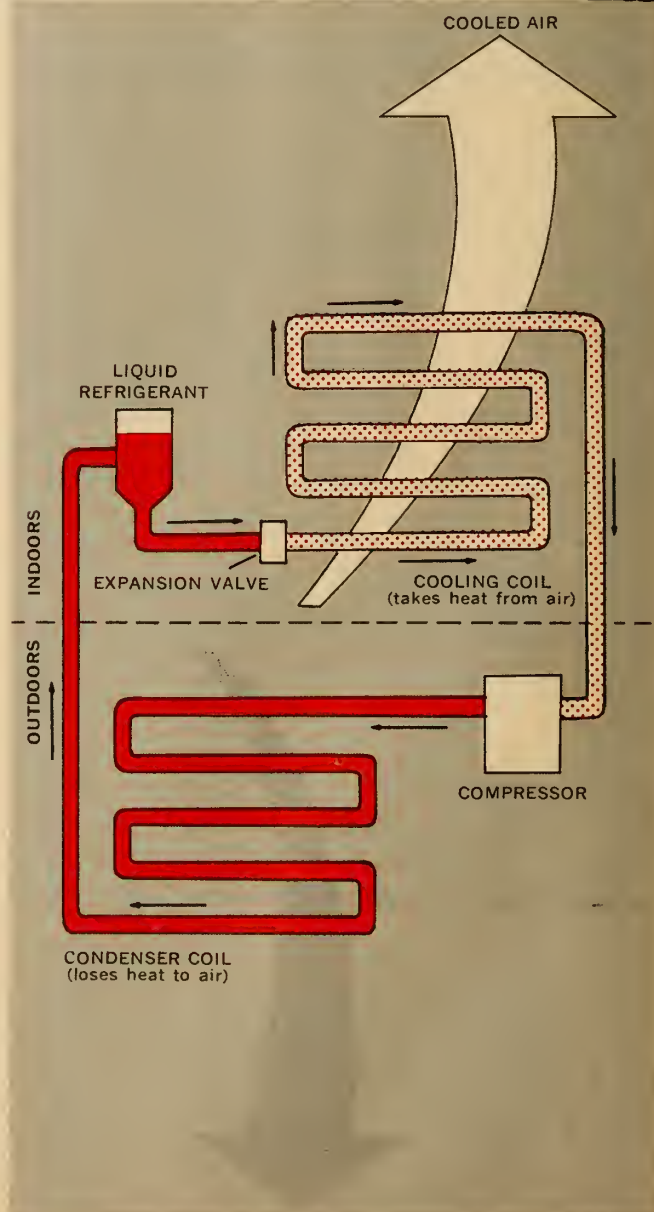 COOLED AIR
LIQUID
REFRIGERANT
INDOORS
EXPANSION VALVE
COOLING COIL
(takes heat from air)
OUTDOORS
COMPRESSOR
CONDENSER COIL
(loses heat to air)